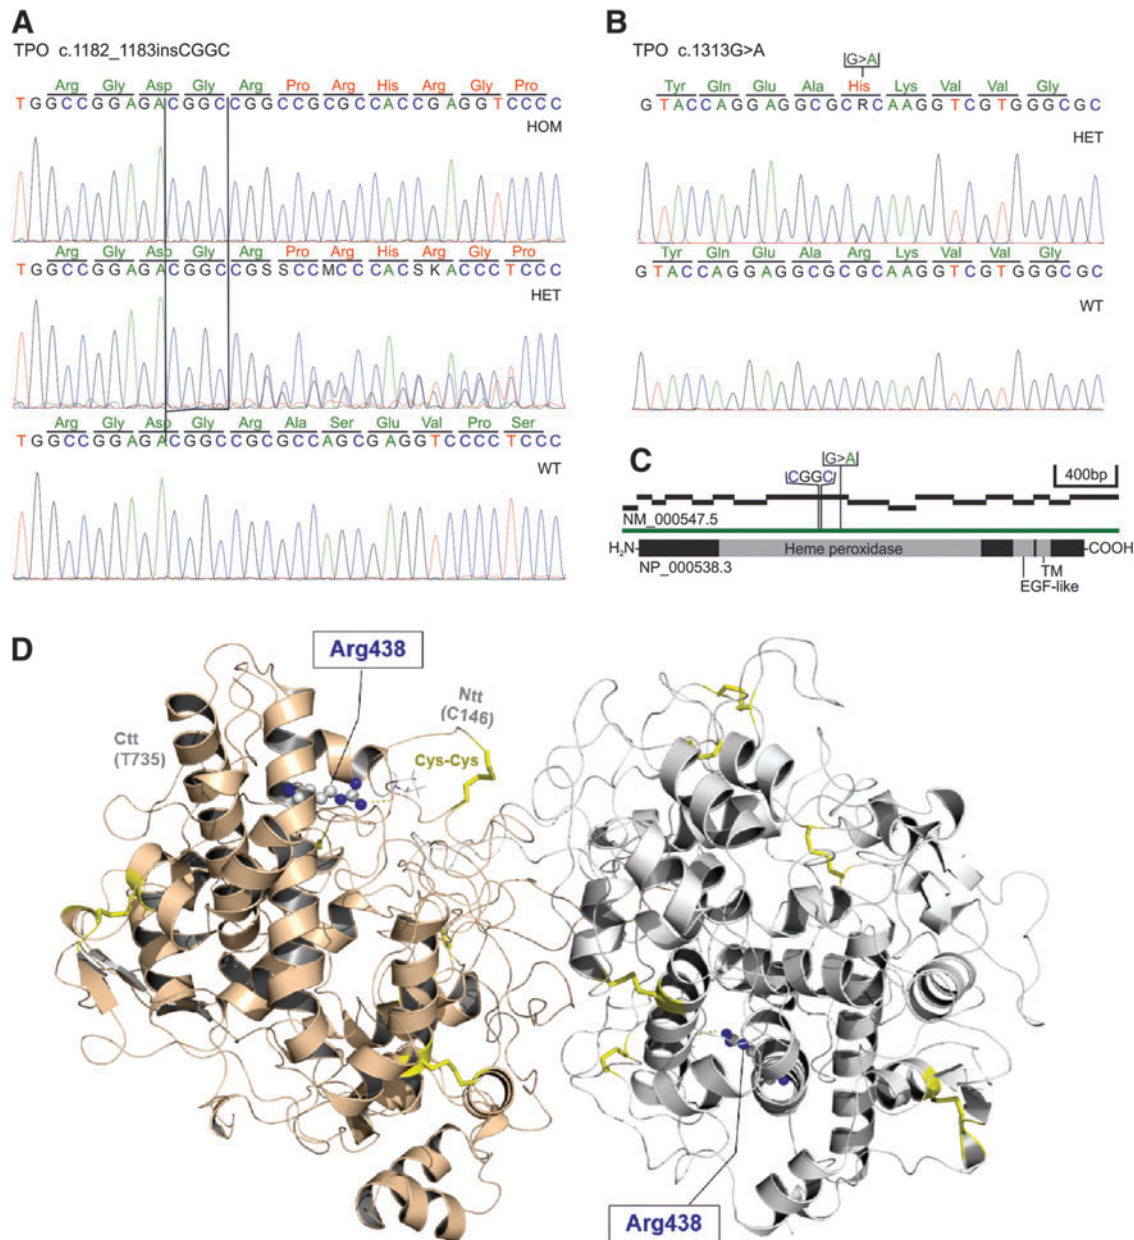 A
TPO c.1182_1183insCGGC
Arg Gly Asp Gly Arg Pro Arg His Arg Gly Pro
TGGCCGGAGACGGCCGGCCGCGCCACCGAGGTCCCC
HOM
Arg Gly Asp Gly Arg Pro Arg His Arg Gly Pro
TGGCCGGAGACGGCCGSSCCMCCCACSKACCCTCCC
HET
Arg Gly Asp Gly Arg Ala Ser Glu Val Pro Ser
TGGCCGGAGACGGCCGCGCCAGCGAGGTCCCCTCCC
WT
B
TPO c.1313G>A
G>A
Tyr Gln Glu Ala His Lys Val Val Gly
GTACCAGGAGGCGCRCAAGGTCGTGGGCGC
HET
Tyr Gln Glu Ala Arg Lys Val Val Gly
GTACCAGGAGGCGCGCAAGGTCGTGGGCGC
WT
C
G>A
CGGC
400bp
NM_000547.5
H2N- Heme peroxidase -COOH
NP_000538.3
TM
EGF-like
D
Arg438
Ntt
(C146)
Ctt
(T735)
Cys-Cys
Arg438